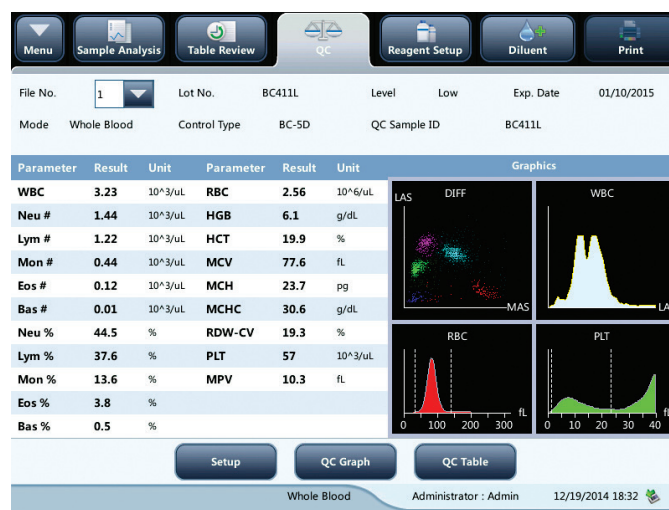 Menu Sample Analysis Table Review QC Reagent Setup Diluent Print
File No. 1 Lot No. BC411L Level Low Exp. Date 01/10/2015
Mode Whole Blood Control Type BC-5D QC Sample ID BC411L
Parameter Result Unit Parameter Result Unit Graphics
WBC 3.23 10^3/uL RBC 2.56 10^6/uL
Neu # 1.44 10^3/uL HGB 6.1 g/dL
Lym # 1.22 10^3/uL HCT 19.9 %
Mon # 0.44 10^3/uL MCV 77.6 fL
Eos # 0.12 10^3/uL MCH 23.7 pg
Bas # 0.01 10^3/uL MCHC 30.6 g/dL
Neu % 44.5 % RDW-CV 19.3 %
Lym % 37.6 % PLT 57 10^3/uL
Mon % 13.6 % MPV 10.3 fL
Eos % 3.8 %
Bas % 0.5 %
LAS DIFF WBC
MAS LA
RBC PLT
fL fl
0 100 200 300 0 10 20 30 40
Setup QC Graph QC Table
Whole Blood Administrator : Admin 12/19/2014 18:32